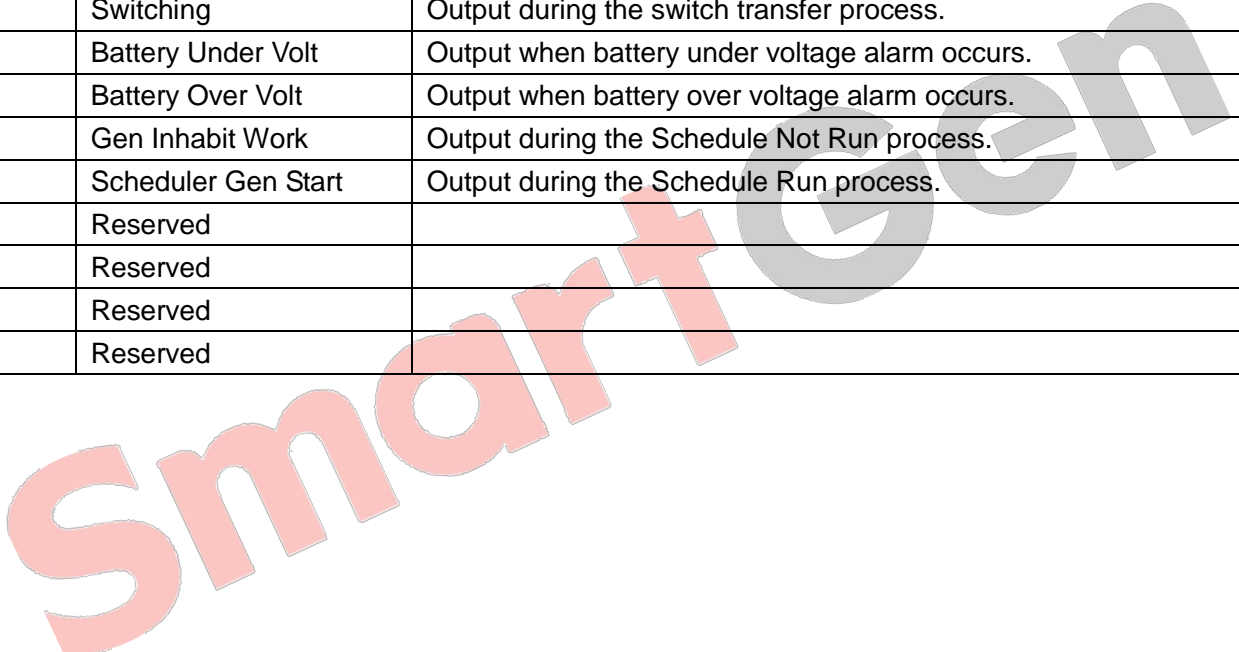 Switching Output during the switch transfer process.
Battery Under Volt Output when battery under voltage alarm occurs.
Battery Over Volt Output when battery over voltage alarm occurs.
Gen Inhabit Work Output during the Schedule Not Run process.
Scheduler Gen Start Output during the Schedule Run process.
Reserved
Reserved
Reserved
Reserved
SmartGen